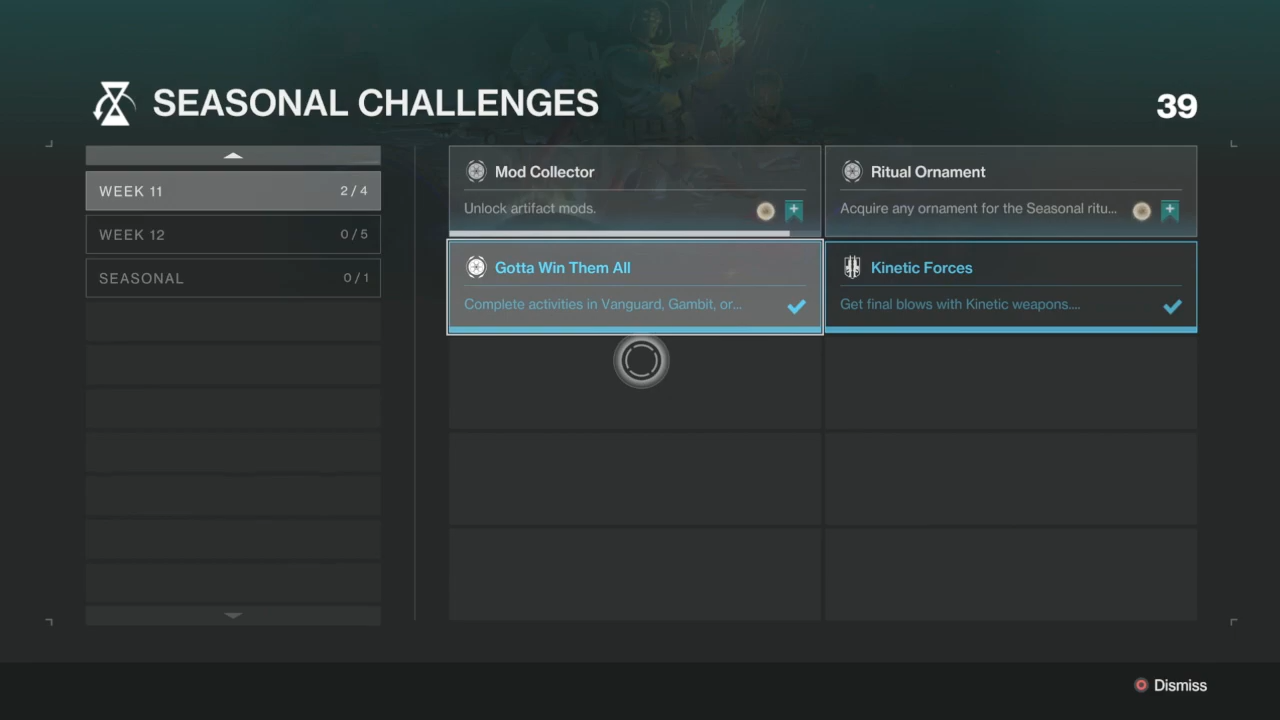 SEASONAL CHALLENGES
39
WEEK 11
2 / 4
WEEK 12
0 / 5
SEASONAL
0 / 1
Mod Collector
Unlock artifact mods.
Ritual Ornament
Acquire any ornament for the Seasonal ritu...
Gotta Win Them All
Complete activities in Vanguard, Gambit, or...
Kinetic Forces
Get final blows with Kinetic weapons....
Dismiss